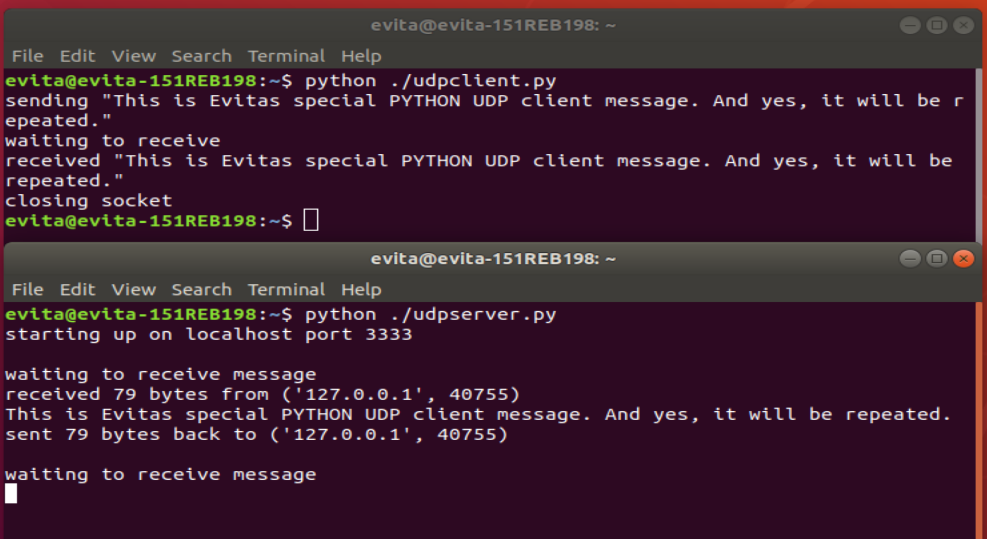 evita@evita-151REB198: ~
File Edit View Search Terminal Help
evita@evita-151REB198:~$ python ./udpclient.py
sending "This is Evitas special PYTHON UDP client message. And yes, it will be r
epeated."
waiting to receive
received "This is Evitas special PYTHON UDP client message. And yes, it will be
repeated."
closing socket
evita@evita-151REB198:~$
evita@evita-151REB198: ~
File Edit View Search Terminal Help
evita@evita-151REB198:~$ python ./udpserver.py
starting up on localhost port 3333
waiting to receive message
received 79 bytes from ('127.0.0.1', 40755)
This is Evitas special PYTHON UDP client message. And yes, it will be repeated.
sent 79 bytes back to ('127.0.0.1', 40755)
waiting to receive message